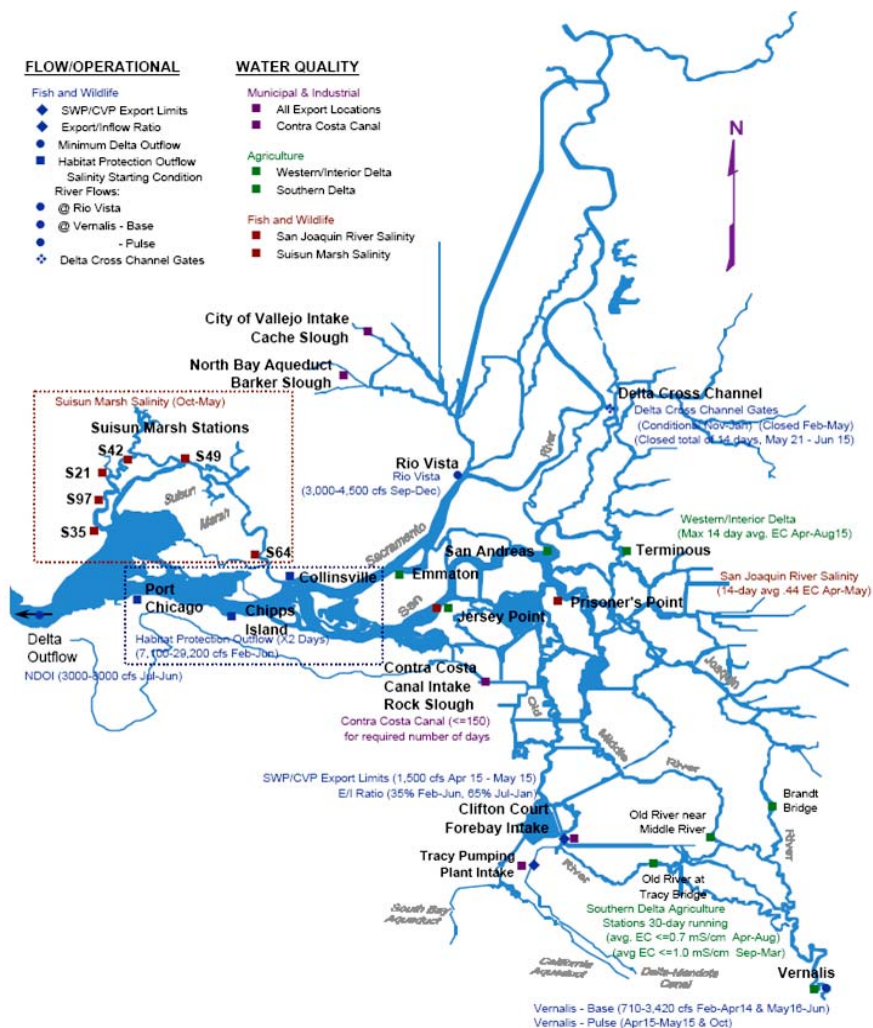 FLOW/OPERATIONAL
Fish and Wildlife
SWP/CVP Export Limits
Export/Inflow Ratio
Minimum Delta Outflow
Habitat Protection Outflow
Salinity Starting Condition
River Flows:
@ Rio Vista
@ Vernalis - Base
- Pulse
Delta Cross Channel Gates
WATER QUALITY
Municipal & Industrial
All Export Locations
Contra Costa Canal
Agriculture
Western/Interior Delta
Southern Delta
Fish and Wildlife
San Joaquin River Salinity
Suisun Marsh Salinity
N
City of Vallejo Intake
Cache Slough
North Bay Aqueduct
Barker Slough
Delta Cross Channel
Delta Cross Channel Gates
(Conditional Nov-Jan) (Closed Feb-May)
(Closed total of 14 days, May 21 - Jun 15)
Suisun Marsh Salinity (Oct-May)
Suisun Marsh Stations
S42
S49
S21
S97
S35
S64
Suisun
Marsh
Rio Vista
Rio Vista
(3,000-4,500 cfs Sep-Dec)
River
Sacramento
Western/Interior Delta
(Max 14 day avg. EC Apr-Aug15)
San Andreas
Terminous
Collinsville
Emmaton
San
San Joaquin River Salinity
(14-day avg .44 EC Apr-May)
Port
Chicago
Chipps
Island
Jersey Point
Prisoner's Point
Delta
Outflow
NDOI (3000-8000 cfs Jul-Jun)
Habitat Protection Outflow (X2 Days)
(7,100-29,200 cfs Feb-Jun)
Joaquin
Contra Costa
Canal Intake
Rock Slough
Contra Costa Canal (<=150)
for required number of days
Old
Middle
River
SWP/CVP Export Limits (1,500 cfs Apr 15 - May 15)
E/I Ratio (35% Feb-Jun, 65% Jul-Jan)
Clifton Court
Forebay Intake
Old River near
Middle River
Brandt
Bridge
River
Tracy Pumping
Plant Intake
River
Old River at
Tracy Bridge
South Bay
Aqueduct
Southern Delta Agriculture
Stations 30-day running
(avg. EC <=0.7 mS/cm Apr-Aug)
(avg EC <=1.0 mS/cm Sep-Mar)
California
Aqueduct
Delta-Mendota
Canal
Vernalis
Vernalis - Base (710-3,420 cfs Feb-Apr14 & May16-Jun)
Vernalis - Pulse (Apr15-May15 & Oct)